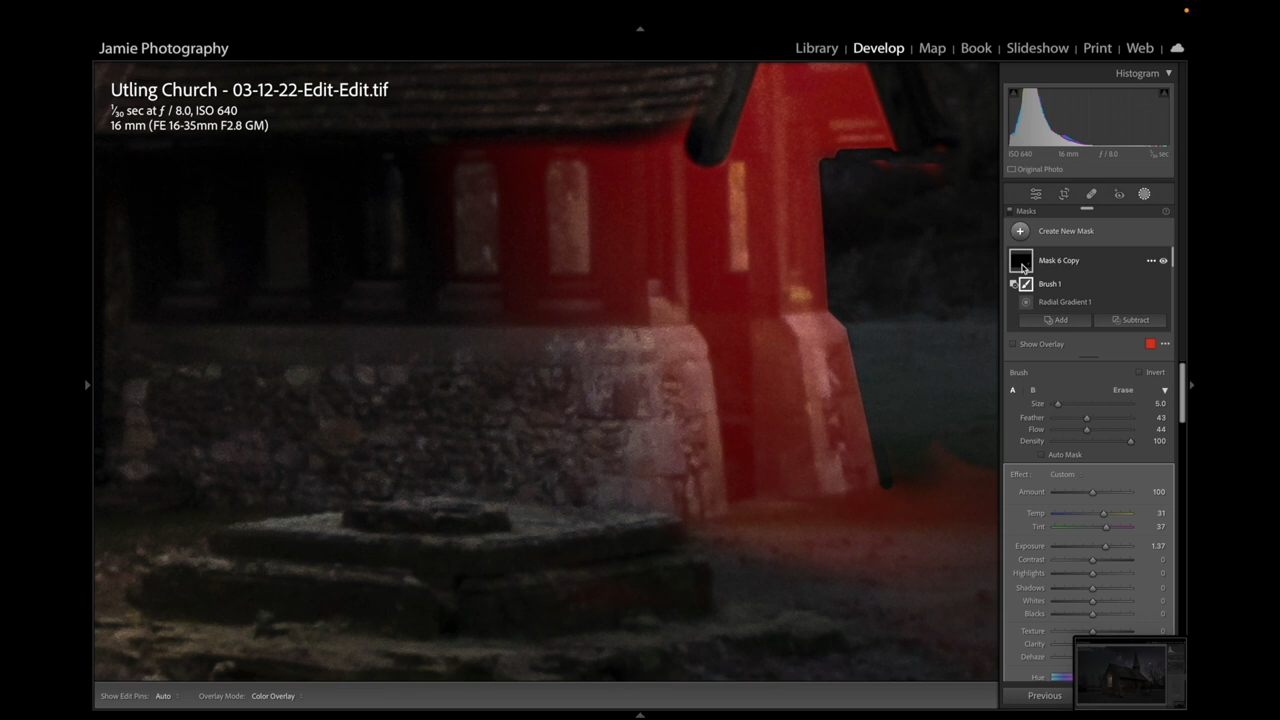 Jamie Photography
Library | Develop | Map | Book | Slideshow | Print | Web
Utling Church - 03-12-22-Edit-Edit.tif
1/30 sec at ƒ / 8.0, ISO 640
16 mm (FE 16-35mm F2.8 GM)
Histogram
ISO 640 16 mm ƒ / 8.0 1/30 sec
Original Photo
Masks
Create New Mask
Mask 6 Copy
Brush 1
Radial Gradient 1
Add Subtract
Show Overlay
Brush Invert
A B Erase
Size 5.0
Feather 43
Flow 44
Density 100
Auto Mask
Effect : Custom
Amount 100
Temp 31
Tint 37
Exposure 1.37
Contrast 0
Highlights 0
Shadows 0
Whites 0
Blacks 0
Texture 0
Clarity
Dehaze
Hue
Show Edit Pins: Auto Overlay Mode: Color Overlay
Previous